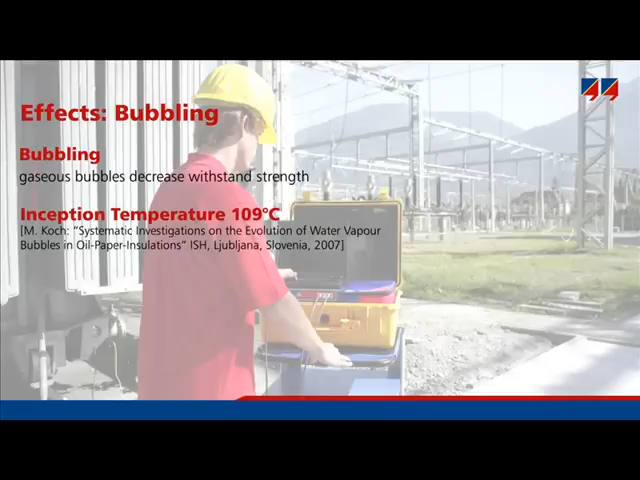 Effects: Bubbling
Bubbling
gaseous bubbles decrease withstand strength
Inception Temperature 109°C
[M. Koch: “Systematic Investigations on the Evolution of Water Vapour
Bubbles in Oil-Paper-Insulations” ISH, Ljubljana, Slovenia, 2007]